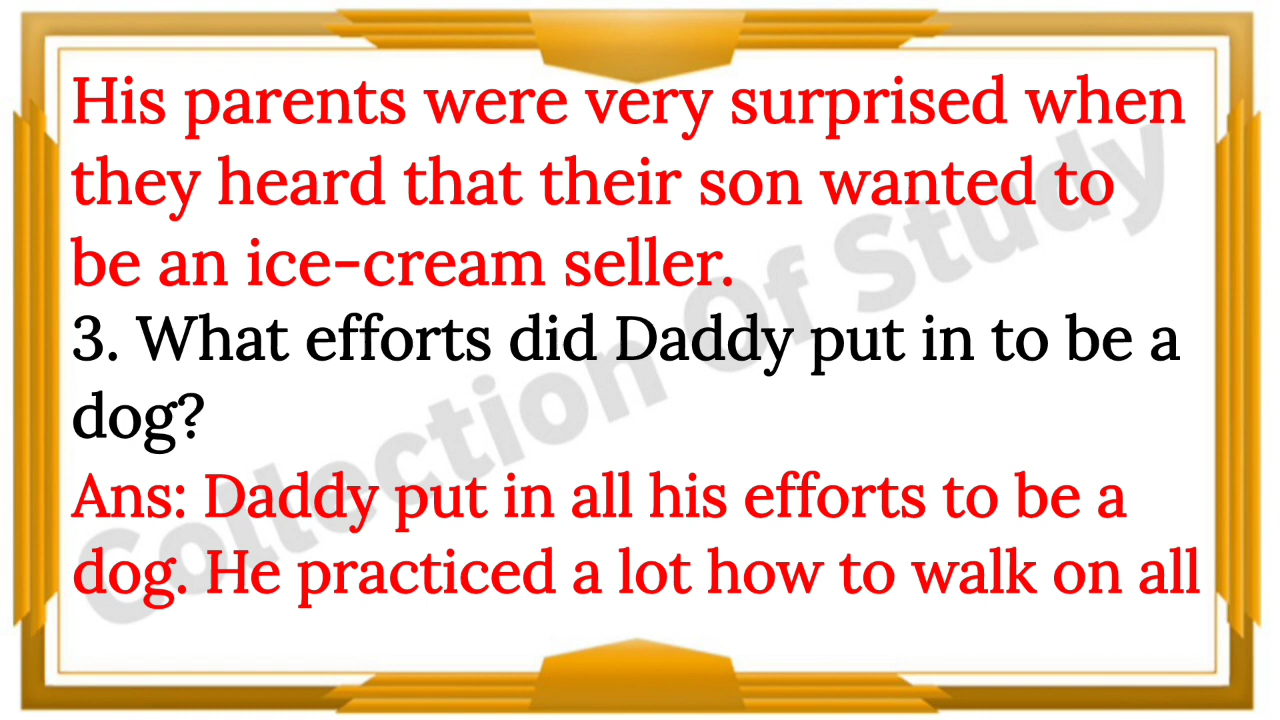 His parents were very surprised when
they heard that their son wanted to
be an ice-cream seller.
3. What efforts did Daddy put in to be a
dog?
Ans: Daddy put in all his efforts to be a
dog. He practiced a lot how to walk on all
Collection Of Study